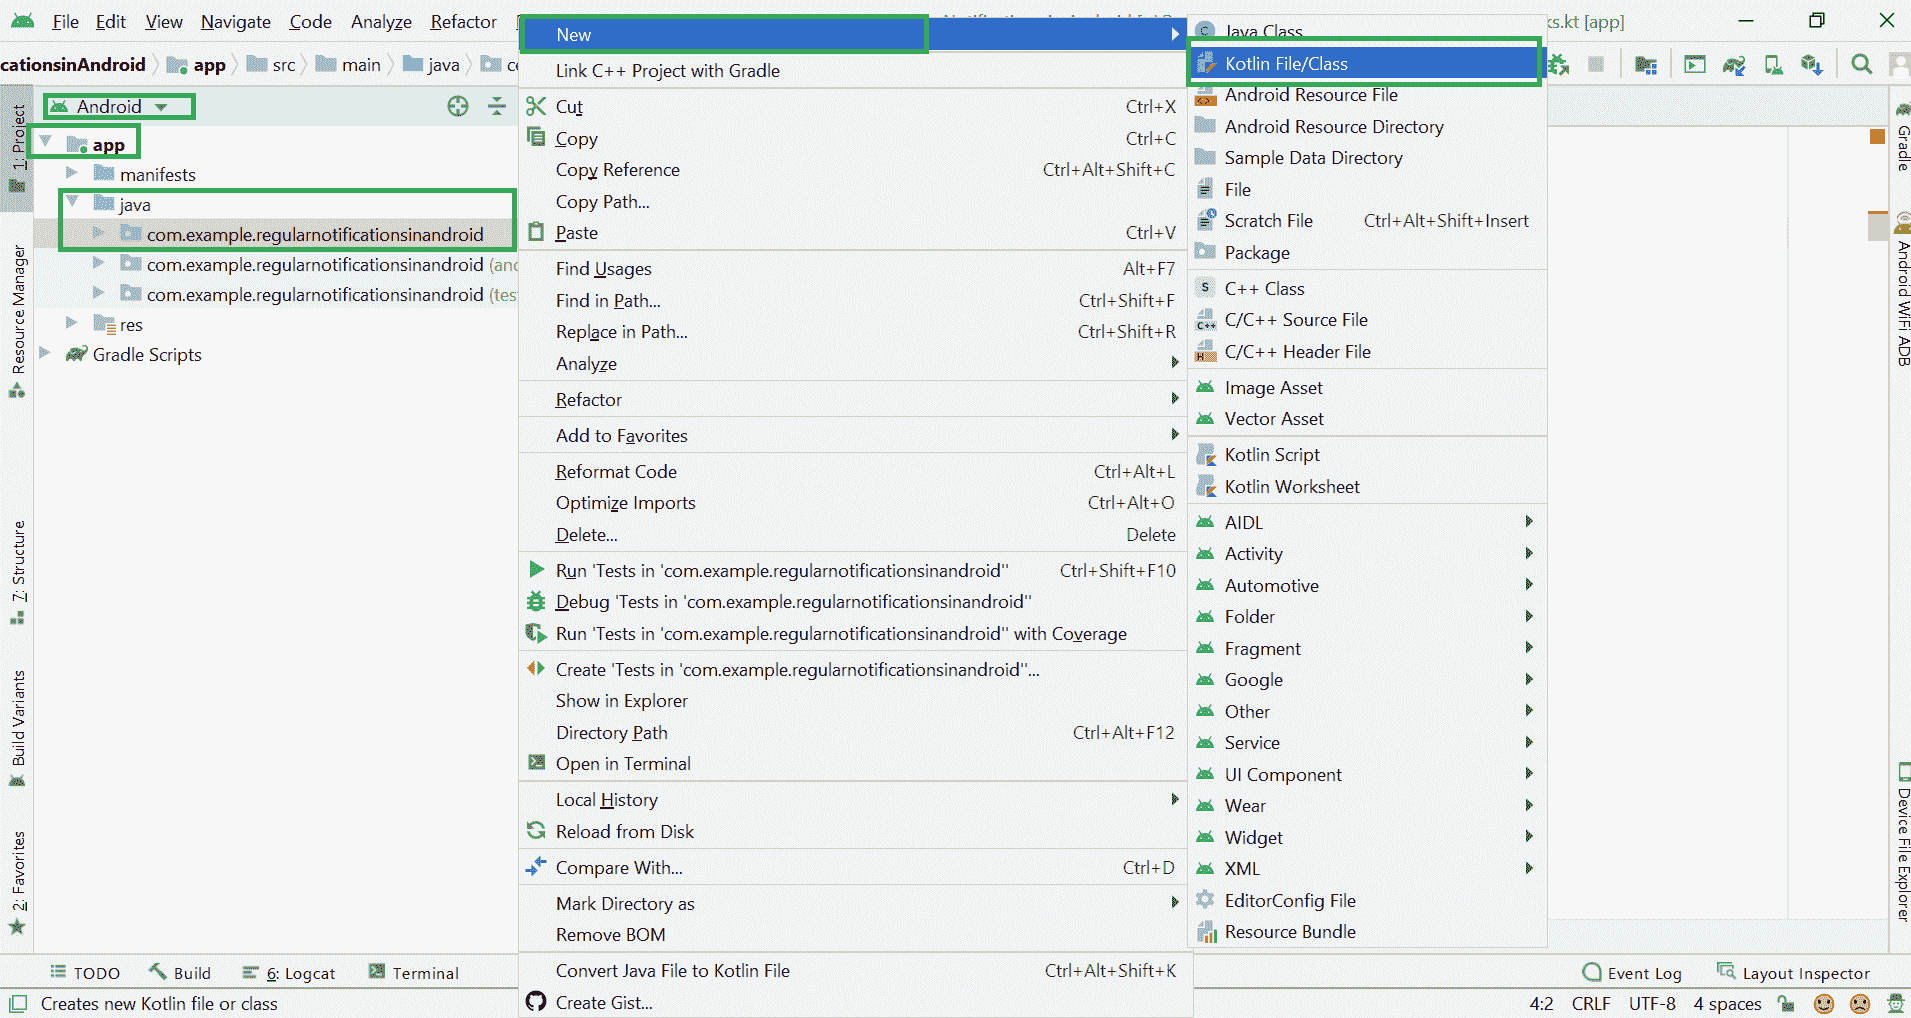 File Edit View Navigate Code Analyze Refactor
ks.kt [app]
cationsinAndroid app src main java
Android
1: Project
app
manifests
java
com.example.regularnotificationsinandroid
com.example.regularnotificationsinandroid (and
com.example.regularnotificationsinandroid (tes
res
Gradle Scripts
Resource Manager
7: Structure
Build Variants
2: Favorites
New
Link C++ Project with Gradle
Cut Ctrl+X
Copy Ctrl+C
Copy Reference Ctrl+Alt+Shift+C
Copy Path...
Paste Ctrl+V
Find Usages Alt+F7
Find in Path... Ctrl+Shift+F
Replace in Path... Ctrl+Shift+R
Analyze
Refactor
Add to Favorites
Reformat Code Ctrl+Alt+L
Optimize Imports Ctrl+Alt+O
Delete... Delete
Run 'Tests in 'com.example.regularnotificationsinandroid'' Ctrl+Shift+F10
Debug 'Tests in 'com.example.regularnotificationsinandroid''
Run 'Tests in 'com.example.regularnotificationsinandroid'' with Coverage
Create 'Tests in 'com.example.regularnotificationsinandroid''...
Show in Explorer
Directory Path Ctrl+Alt+F12
Open in Terminal
Local History
Reload from Disk
Compare With... Ctrl+D
Mark Directory as
Remove BOM
Convert Java File to Kotlin File Ctrl+Alt+Shift+K
Create Gist...
Java Class
Kotlin File/Class
Android Resource File
Android Resource Directory
Sample Data Directory
File
Scratch File Ctrl+Alt+Shift+Insert
Package
S C++ Class
C++ C/C++ Source File
H C/C++ Header File
Image Asset
Vector Asset
Kotlin Script
Kotlin Worksheet
AIDL
Activity
Automotive
Folder
Fragment
Google
Other
Service
UI Component
Wear
Widget
XML
EditorConfig File
Resource Bundle
Gradle
Android WiFi ADB
Device File Explorer
TODO Build 6: Logcat Terminal
Event Log Layout Inspector
Creates new Kotlin file or class
4:2 CRLF UTF-8 4 spaces